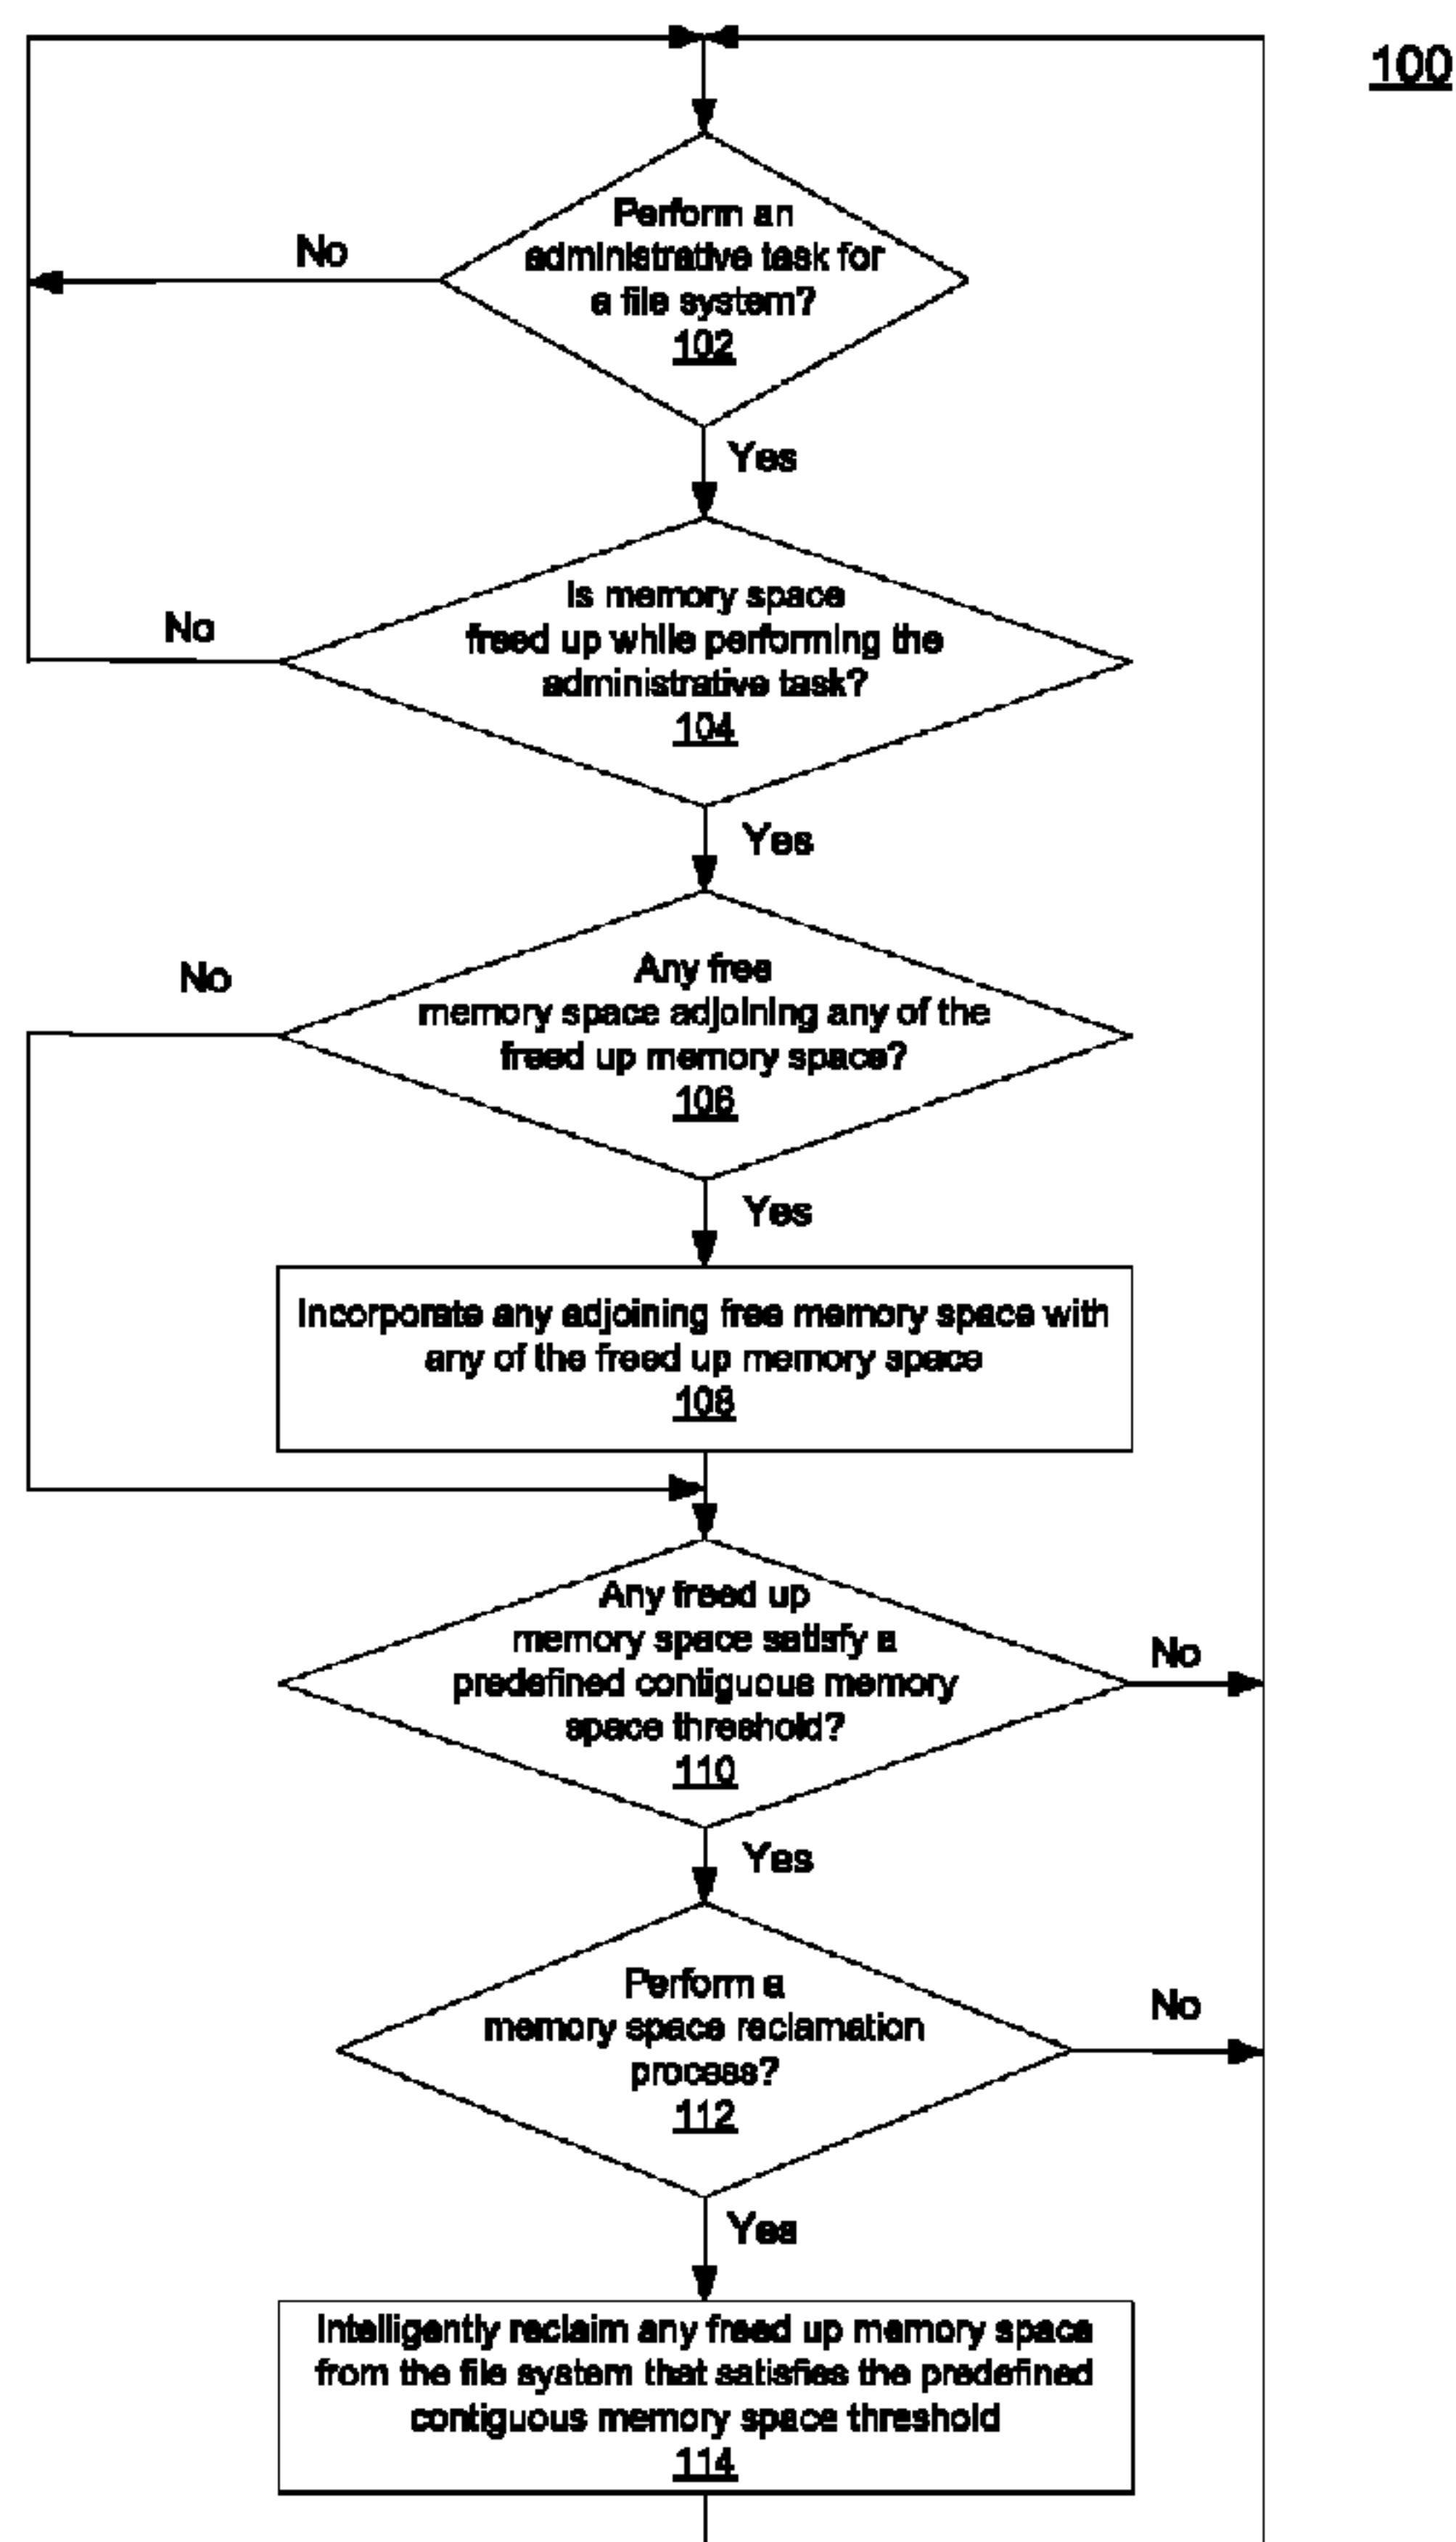 100
Perform an
administrative task for
a file system?
102
No
Yes
Is memory space
freed up while performing the
administrative task?
104
No
Yes
Any free
memory space adjoining any of the
freed up memory space?
106
No
Yes
Incorporate any adjoining free memory space with
any of the freed up memory space
108
Any freed up
memory space satisfy a
predefined contiguous memory
space threshold?
110
No
Yes
Perform a
memory space reclamation
process?
112
No
Yes
Intelligently reclaim any freed up memory space
from the file system that satisfies the predefined
contiguous memory space threshold
114